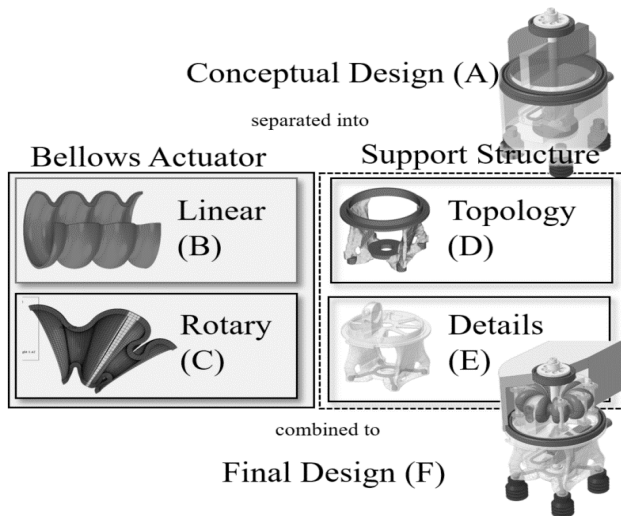 Conceptual Design (A)
separated into
Bellows Actuator
Support Structure
Linear
(B)
Topology
(D)
Rotary
(C)
Details
(E)
combined to
Final Design (F)